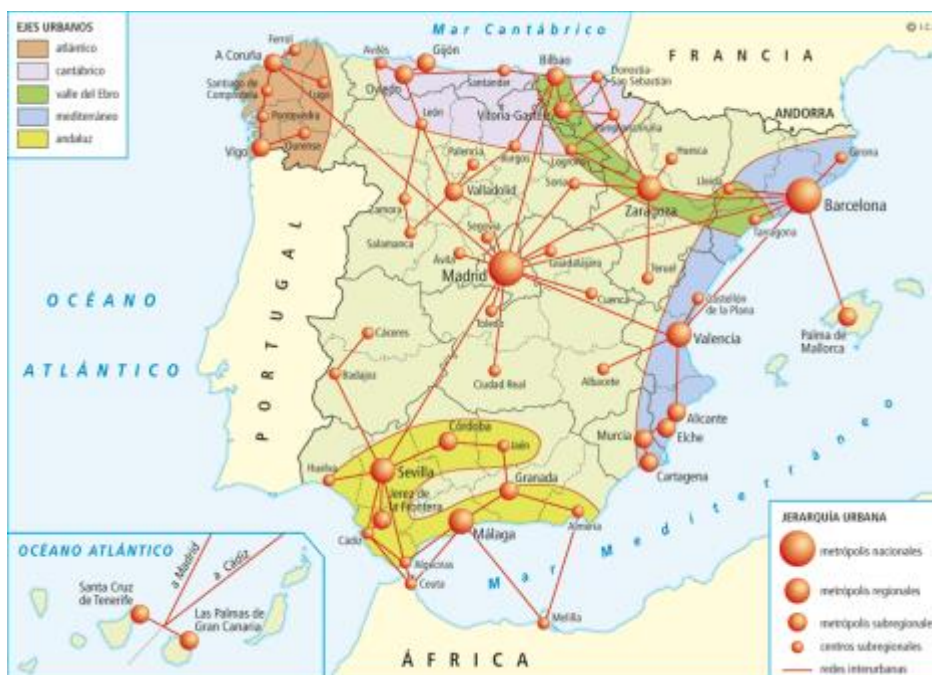 EJES URBANOS
atlántico
cantábrico
valle del Ebro
mediterráneo
andaluz
Mar Cantábrico
FRANCIA
ANDORRA
PORTUGAL
OCÉANO
ATLÁNTICO
Mar Mediterráneo
ÁFRICA
Ferrol
A Coruña
Santiago de
Compostela
Lugo
Pontevedra
Vigo
Ourense
Avilés
Gijón
Oviedo
Santander
Bilbao
Donostia-
San Sebastián
Vitoria-Gasteiz
León
Burgos
Logroño
Palencia
Valladolid
Zamora
Salamanca
Segovia
Ávila
Soria
Huesca
Zaragoza
Lleida
Girona
Barcelona
Tarragona
Teruel
Madrid
Guadalajara
Cuenca
Toledo
Ciudad Real
Cáceres
Badajoz
Castellón
de la Plana
Valencia
Albacete
Palma de
Mallorca
Alicante
Elche
Murcia
Cartagena
Córdoba
Jaén
Huelva
Sevilla
Jerez de
la Frontera
Granada
Cádiz
Málaga
Almería
Algeciras
Ceuta
Melilla
OCÉANO ATLÁNTICO
a Madrid
a Cádiz
Santa Cruz
de Tenerife
Las Palmas de
Gran Canaria
JERARQUÍA URBANA
metrópolis nacionales
metrópolis regionales
metrópolis subregionales
centros subregionales
redes interurbanas